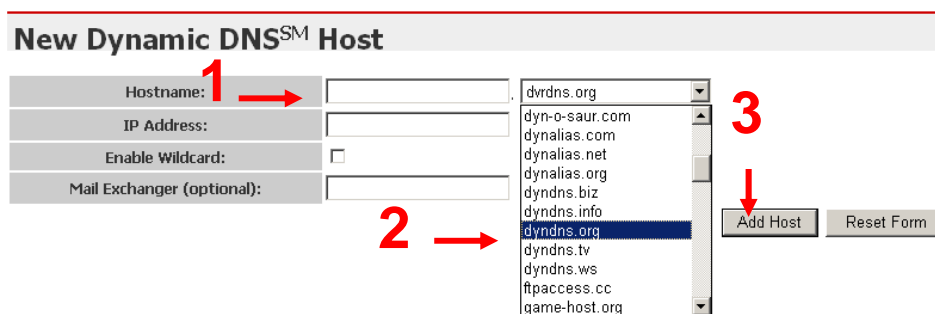 New Dynamic DNS℠ Host
1
Hostname: . dvrdns.org
IP Address:
Enable Wildcard:
Mail Exchanger (optional):
dyn-o-saur.com
dynalias.com
dynalias.net
dynalias.org
dyndns.biz
dyndns.info
dyndns.org
dyndns.tv
dyndns.ws
ftpaccess.cc
game-host.org
2
3
Add Host Reset Form